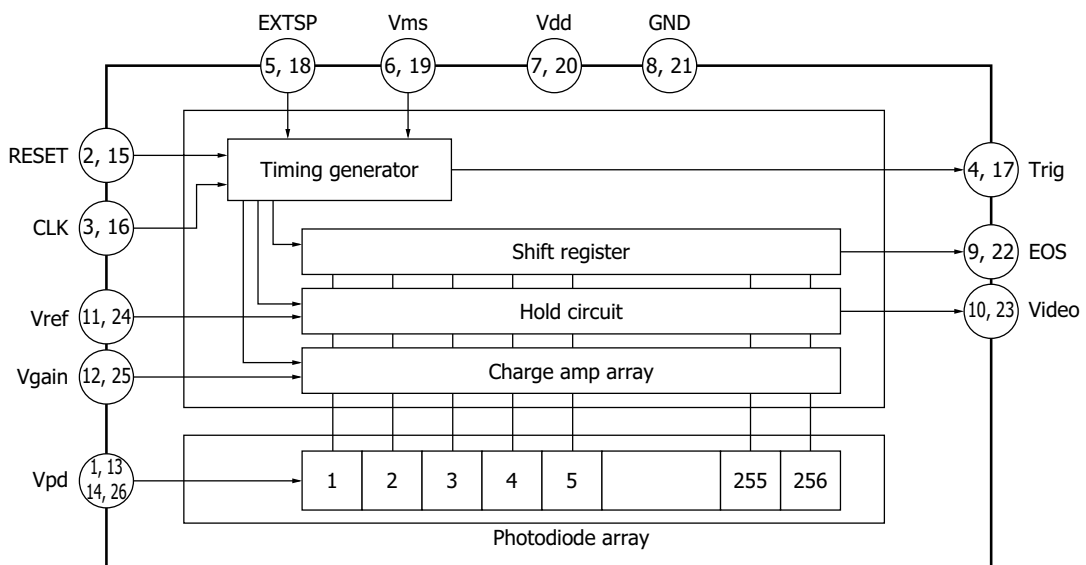 EXTSP
Vms
Vdd
GND
5, 18
6, 19
7, 20
8, 21
RESET
2, 15
Timing generator
4, 17
Trig
CLK
3, 16
Shift register
9, 22
EOS
Vref
11, 24
Hold circuit
10, 23
Video
Vgain
12, 25
Charge amp array
Vpd
1, 13
14, 26
1
2
3
4
5
255
256
Photodiode array